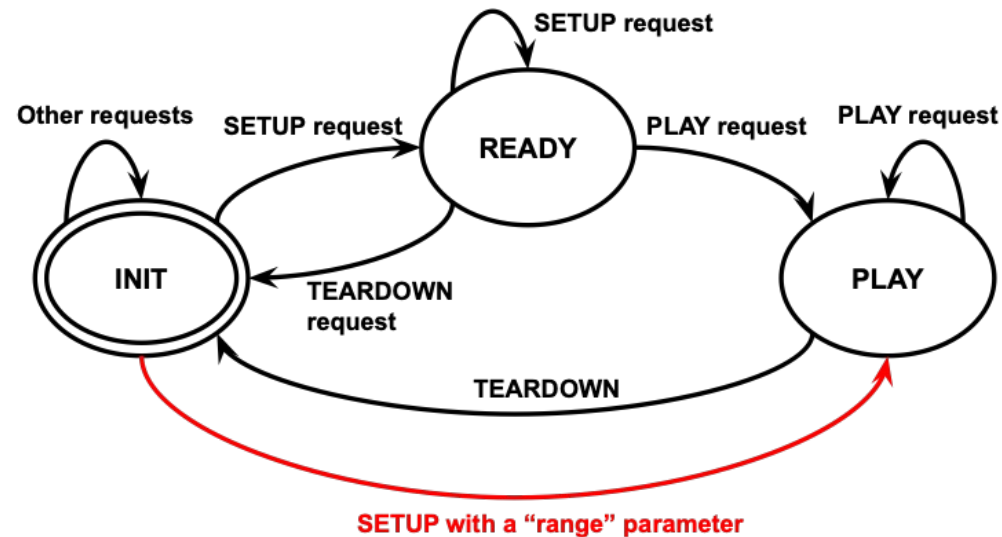 SETUP request
Other requests
SETUP request
READY
PLAY request
PLAY request
INIT
TEARDOWN
request
PLAY
TEARDOWN
SETUP with a “range” parameter